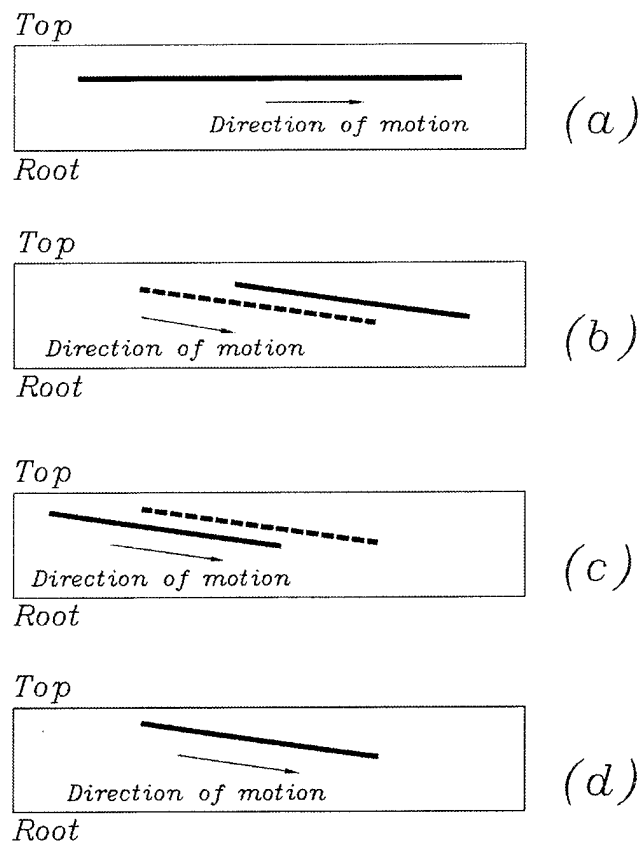 Top
Direction of motion
(a)
Root
Top
Direction of motion
(b)
Root
Top
Direction of motion
(c)
Root
Top
Direction of motion
(d)
Root